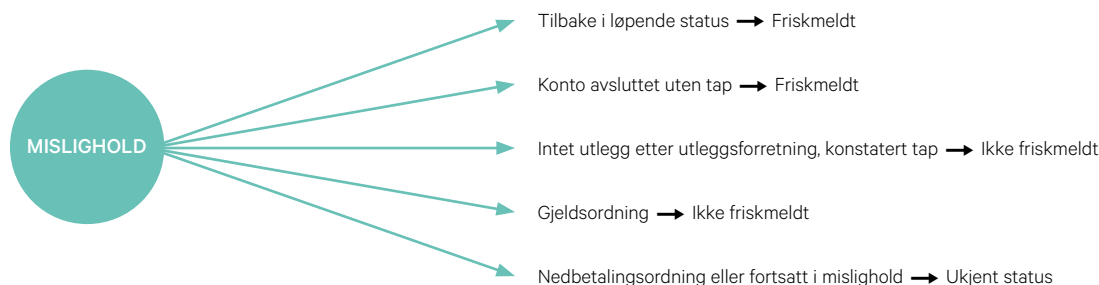 Tilbake i løpende status → Friskmeldt
Konto avsluttet uten tap → Friskmeldt
MISLIGHOLD
Intet utlegg etter utleggsforretning, konstatert tap → Ikke friskmeldt
Gjeldsordning → Ikke friskmeldt
Nedbetalingsordning eller fortsatt i mislighold → Ukjent status